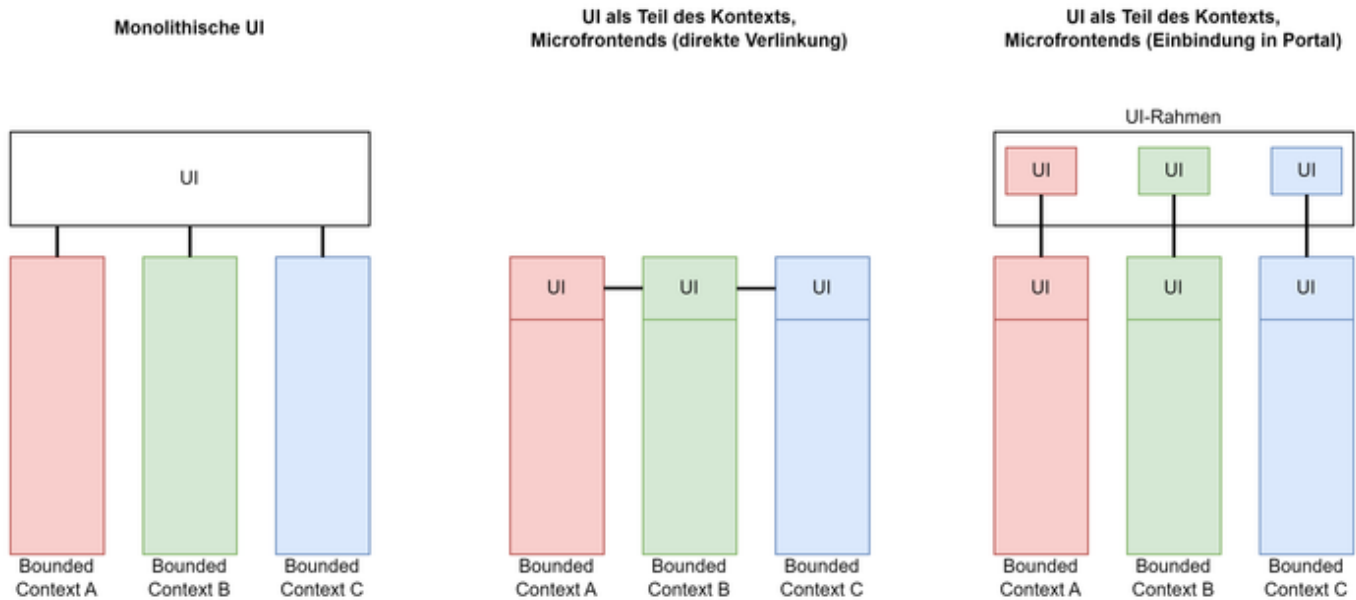 Monolithische UI
UI
Bounded
Context A
Bounded
Context B
Bounded
Context C
UI als Teil des Kontexts,
Microfrontends (direkte Verlinkung)
UI
UI
UI
Bounded
Context A
Bounded
Context B
Bounded
Context C
UI als Teil des Kontexts,
Microfrontends (Einbindung in Portal)
UI-Rahmen
UI
UI
UI
UI
UI
UI
Bounded
Context A
Bounded
Context B
Bounded
Context C